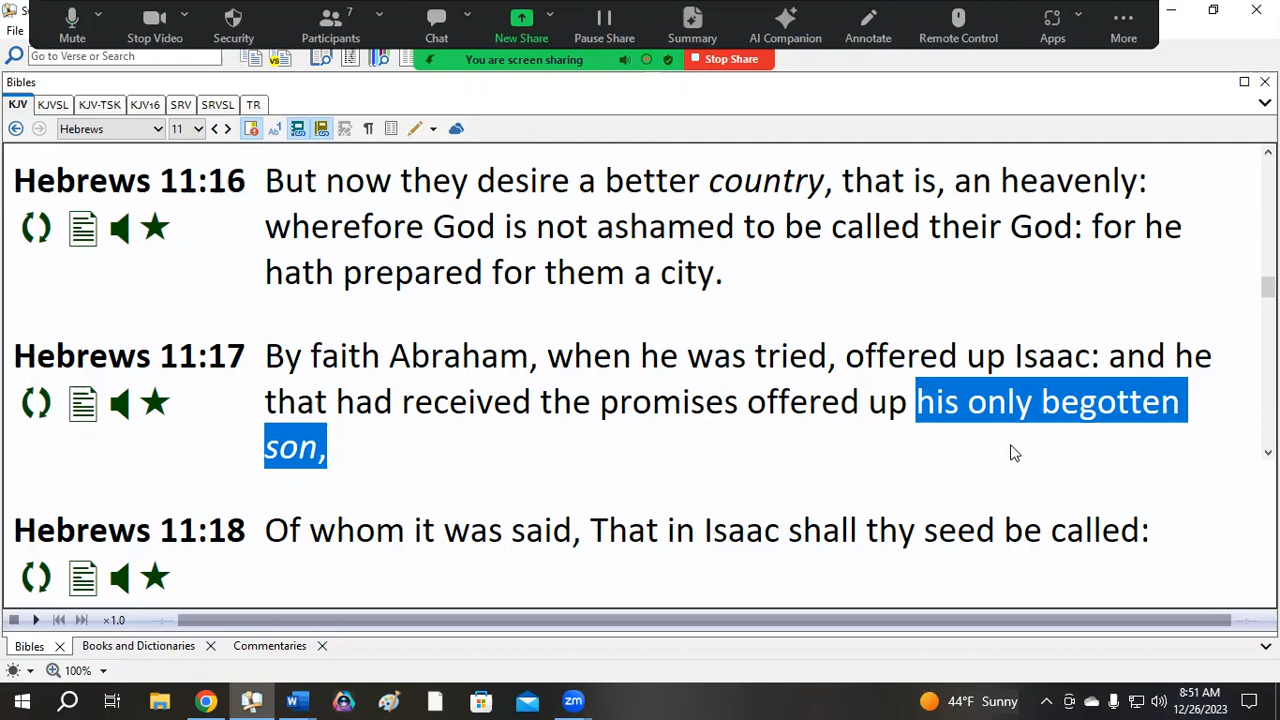 Mute
Stop Video
Security
Participants
7
Chat
New Share
Pause Share
Summary
AI Companion
Annotate
Remote Control
Apps
More
File
Go to Verse or Search
You are screen sharing
Stop Share
Bibles
KJV KJVSL KJV-TSK KJV16 SRV SRVSL TR
Hebrews 11
Hebrews 11:16 But now they desire a better country, that is, an heavenly:
wherefore God is not ashamed to be called their God: for he
hath prepared for them a city.
Hebrews 11:17 By faith Abraham, when he was tried, offered up Isaac: and he
that had received the promises offered up his only begotten
son,
Hebrews 11:18 Of whom it was said, That in Isaac shall thy seed be called:
×1.0
Bibles Books and Dictionaries Commentaries
100%
44°F Sunny
8:51 AM
12/26/2023